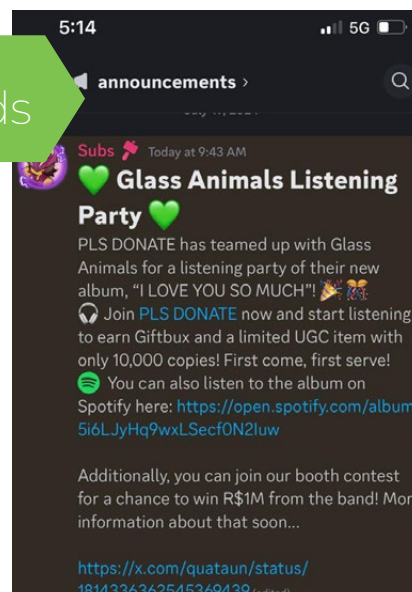 5:14
5G
ds
announcements >
Subs Today at 9:43 AM
Glass Animals Listening
Party
PLS DONATE has teamed up with Glass
Animals for a listening party of their new
album, “I LOVE YOU SO MUCH”!
Join PLS DONATE now and start listening
to earn Giftbux and a limited UGC item with
only 10,000 copies! First come, first serve!
You can also listen to the album on
Spotify here: https://open.spotify.com/album
5i6LJyHq9wxLSecf0N2Iuw
Additionally, you can join our booth contest
for a chance to win R$1M from the band! Mor
information about that soon...
https://x.com/quataun/status/
1814336362545369439 (edited)